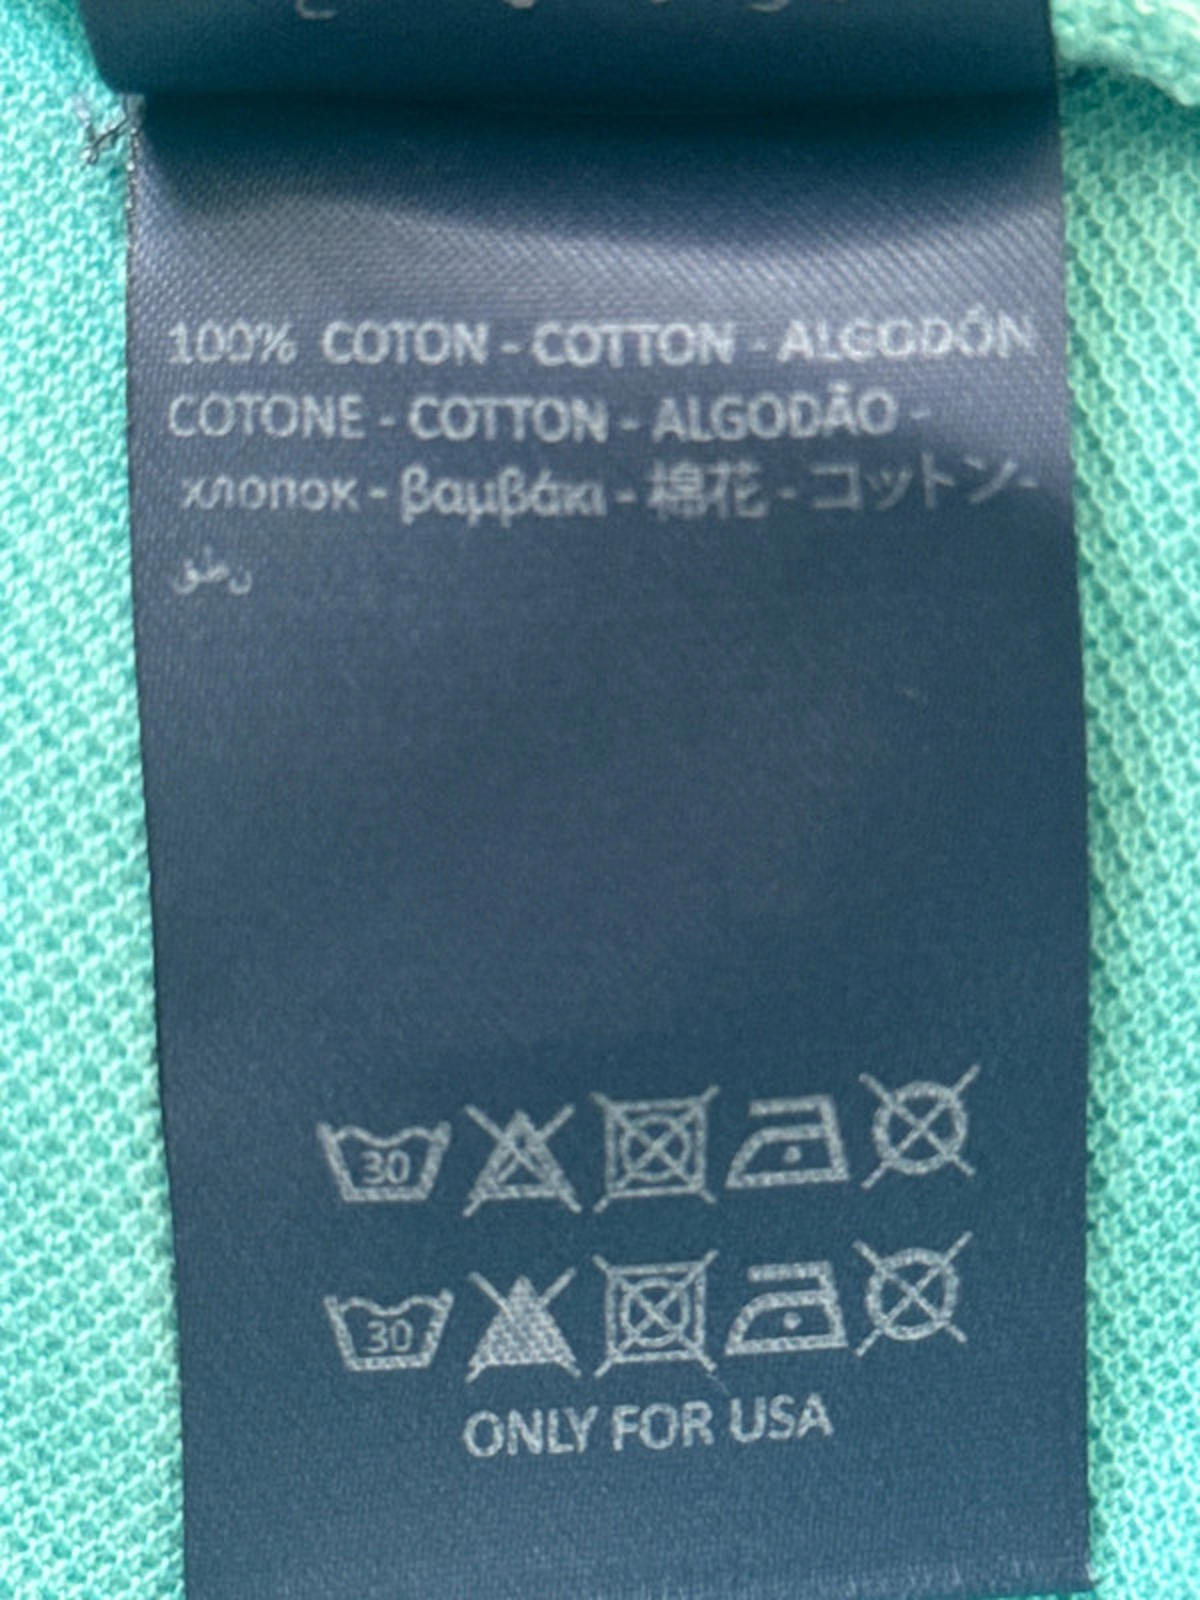 100% COTON - COTTON - ALGODÓN
COTONE - COTTON - ALGODÃO -
хлопок - βαμβάκι - 棉花 - コットン-
قطن
30
30
ONLY FOR USA